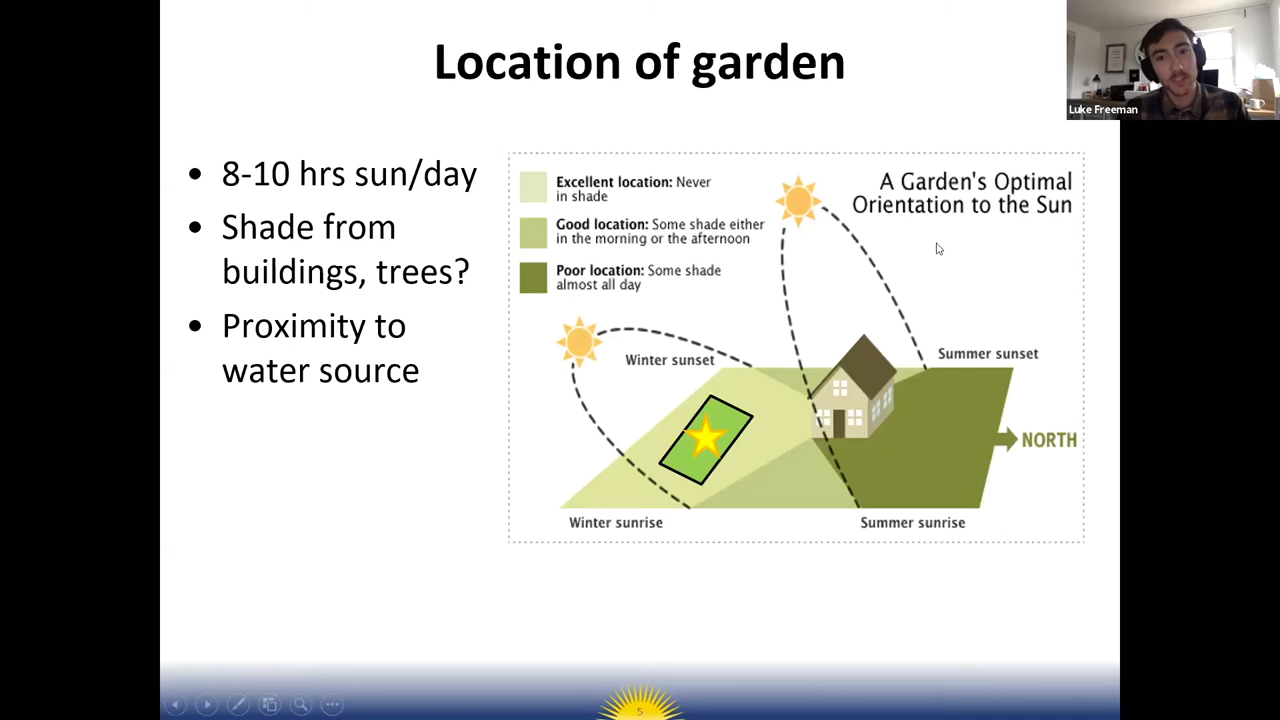 Location of garden
Luke Freeman
• 8-10 hrs sun/day
• Shade from
buildings, trees?
• Proximity to
water source
Excellent location: Never
in shade
Good location: Some shade either
in the morning or the afternoon
Poor location: Some shade
almost all day
A Garden's Optimal
Orientation to the Sun
Winter sunset
Summer sunset
NORTH
Winter sunrise
Summer sunrise
5